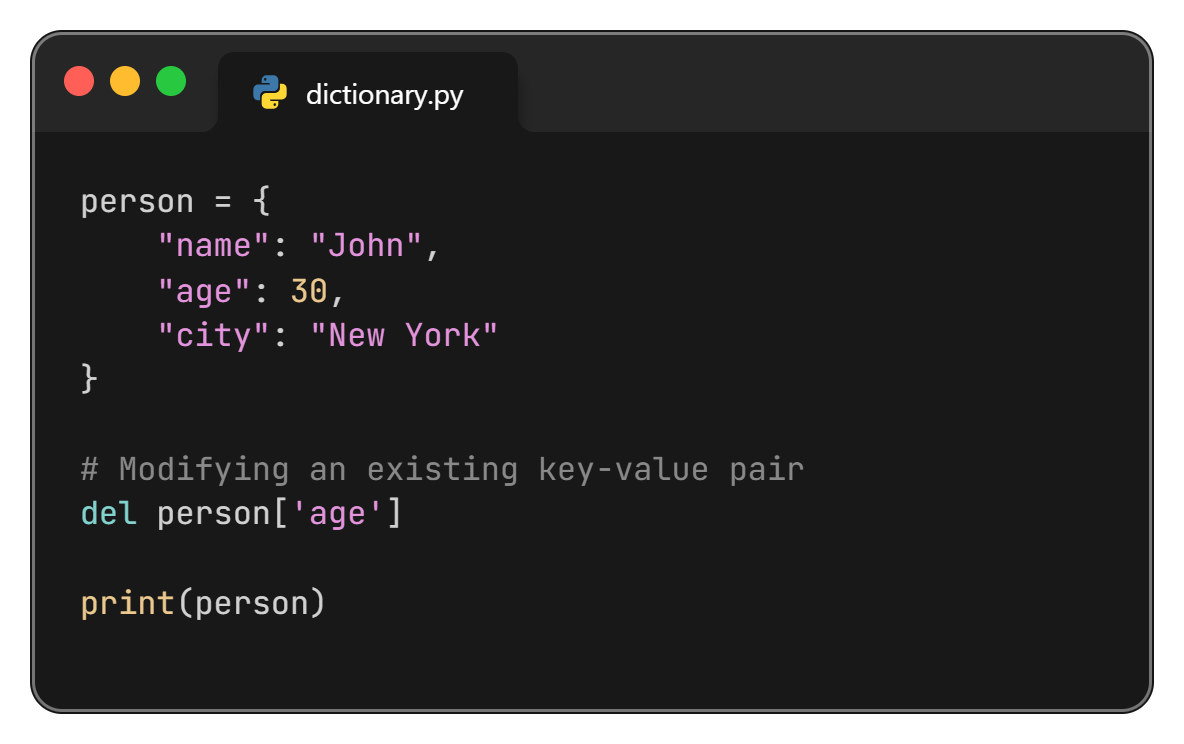 dictionary.py
person = {
    "name": "John",
    "age": 30,
    "city": "New York"
}
# Modifying an existing key-value pair
del person['age']
print(person)